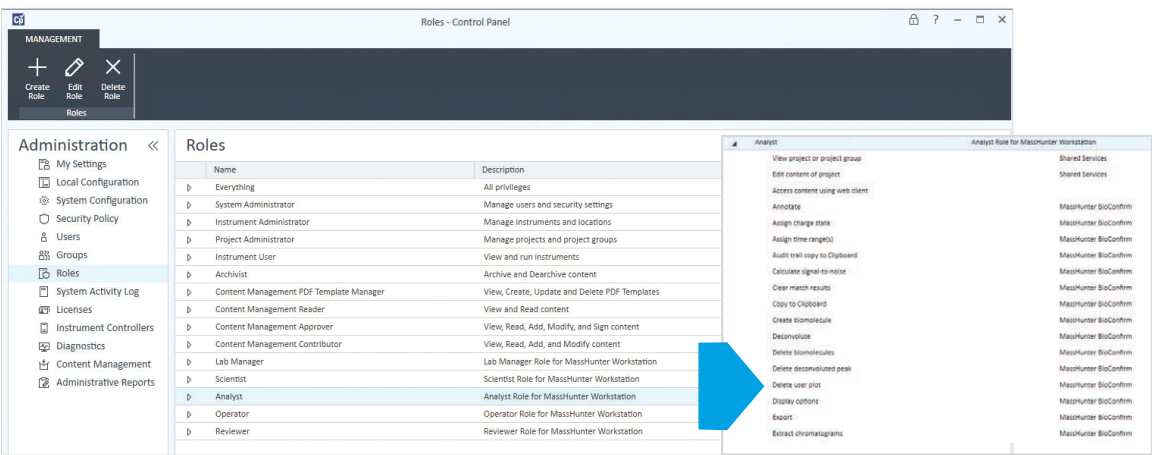 Cp
Roles - Control Panel
?
MANAGEMENT
Create Role
Edit Role
Delete Role
Roles
Administration
My Settings
Local Configuration
System Configuration
Security Policy
Users
Groups
Roles
System Activity Log
Licenses
Instrument Controllers
Diagnostics
Content Management
Administrative Reports
Roles
Name Description
Everything All privileges
System Administrator Manage users and security settings
Instrument Administrator Manage instruments and locations
Project Administrator Manage projects and project groups
Instrument User View and run instruments
Archivist Archive and Dearchive content
Content Management PDF Template Manager View, Create, Update and Delete PDF Templates
Content Management Reader View and Read content
Content Management Approver View, Read, Add, Modify, and Sign content
Content Management Contributor View, Read, Add, and Modify content
Lab Manager Lab Manager Role for MassHunter Workstation
Scientist Scientist Role for MassHunter Workstation
Analyst Analyst Role for MassHunter Workstation
Operator Operator Role for MassHunter Workstation
Reviewer Reviewer Role for MassHunter Workstation
Analyst Analyst Role for MassHunter Workstation
View project or project group Shared Services
Edit content of project Shared Services
Access content using web client
Annotate MassHunter BioConfirm
Assign charge state MassHunter BioConfirm
Assign time range(s) MassHunter BioConfirm
Audit trail copy to Clipboard MassHunter BioConfirm
Calculate signal-to-noise MassHunter BioConfirm
Clear match results MassHunter BioConfirm
Copy to Clipboard MassHunter BioConfirm
Create biomolecule MassHunter BioConfirm
Deconvolute MassHunter BioConfirm
Delete biomolecules MassHunter BioConfirm
Delete deconvoluted peak MassHunter BioConfirm
Delete user plot MassHunter BioConfirm
Display options MassHunter BioConfirm
Export MassHunter BioConfirm
Extract chromatograms MassHunter BioConfirm